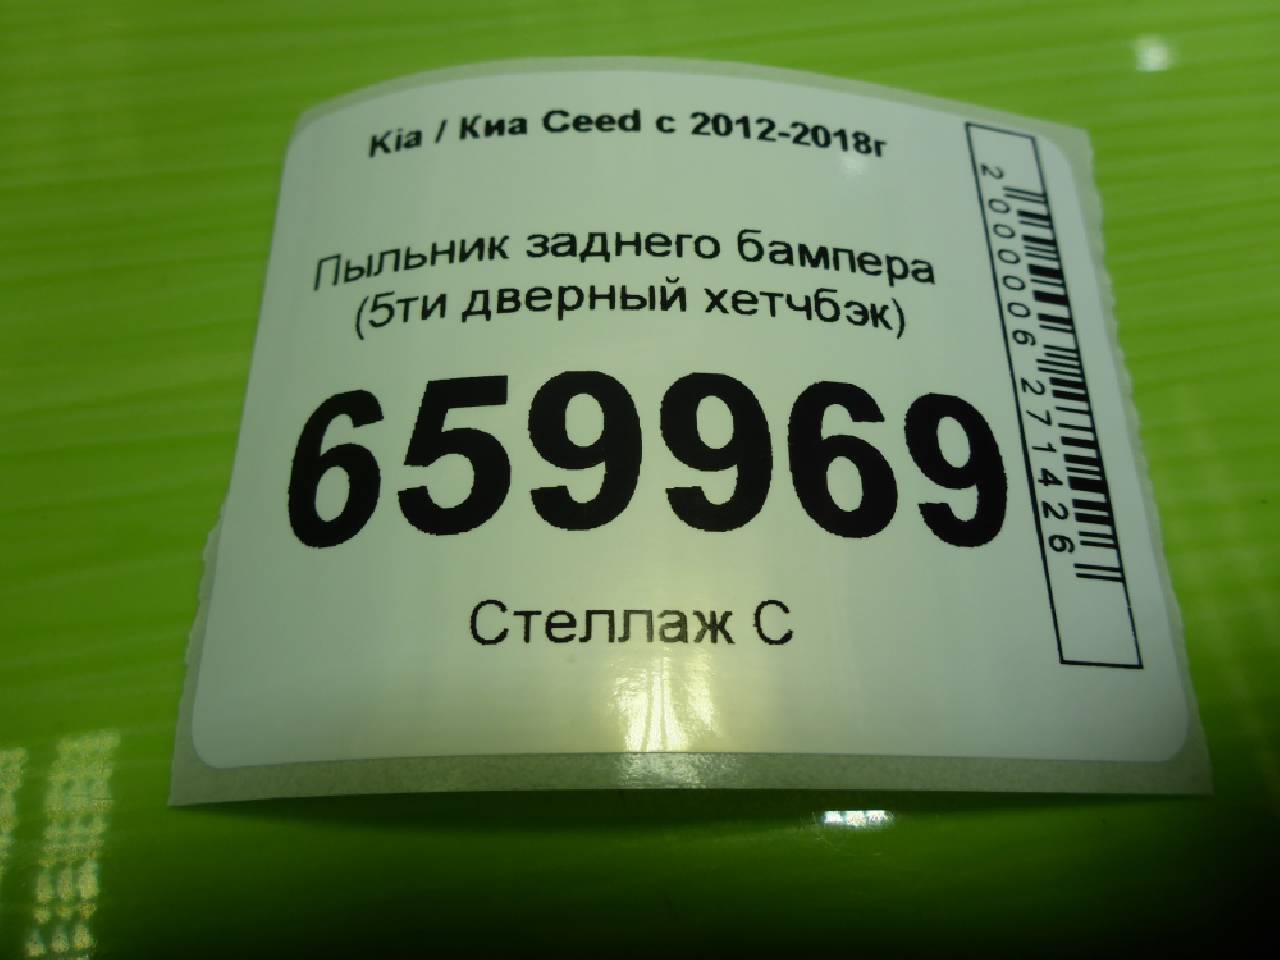 Kia / Киа Ceed с 2012-2018г
Пыльник заднего бампера
(5ти дверный хетчбэк)
659969
Стеллаж С
2000006271426